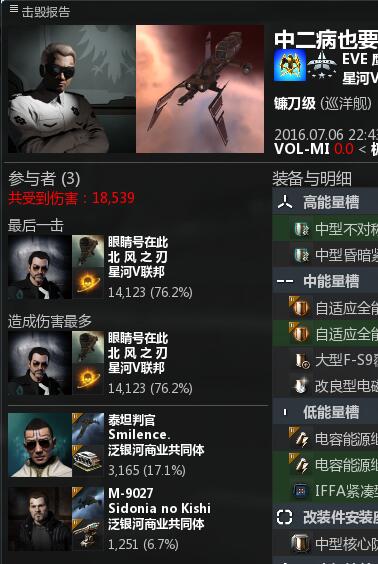 击毁报告
中二病也要
EVE
星河V
镰刀级 (巡洋舰)
2016.07.06 22:4
VOL-MI 0.0 <
参与者 (3)
共受到伤害：18,539
最后一击
眼睛号在此
北 风 之 刃
星河V联邦
14,123 (76.2%)
造成伤害最多
眼睛号在此
北 风 之 刃
星河V联邦
14,123 (76.2%)
泰坦判官
Smilence.
泛银河商业共同体
3,165 (17.1%)
M-9027
Sidonia no Kishi
泛银河商业共同体
1,251 (6.7%)
装备与明细
高能量槽
中型不对称
中型昏暗紧
中能量槽
自适应全能
自适应全能
大型F-S9
改良型电磁
低能量槽
电容能源继
电容能源继
IFFA紧凑型
改装件安装座
中型核心防